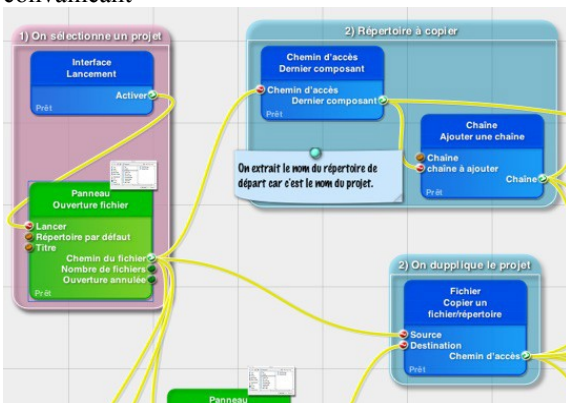 convaincant
1) On sélectionne un projet
Interface
Lancement
Activer
Prêt
Panneau
Ouverture fichier
Lancer
Répertoire par défaut
Titre
Chemin du fichier
Nombre de fichiers
Ouverture annulée
Prêt
2) Répertoire à copier
Chemin d'accès
Dernier composant
Chemin d'accès
Dernier composant
Prêt
On extrait le nom du répertoire de
départ car c'est le nom du projet.
Chaîne
Ajouter une chaîne
Chaîne
chaîne à ajouter
Chaîne
Prêt
2) On dupplique le projet
Fichier
Copier un
fichier/répertoire
Source
Destination
Chemin d'accès
Prêt
Panneau